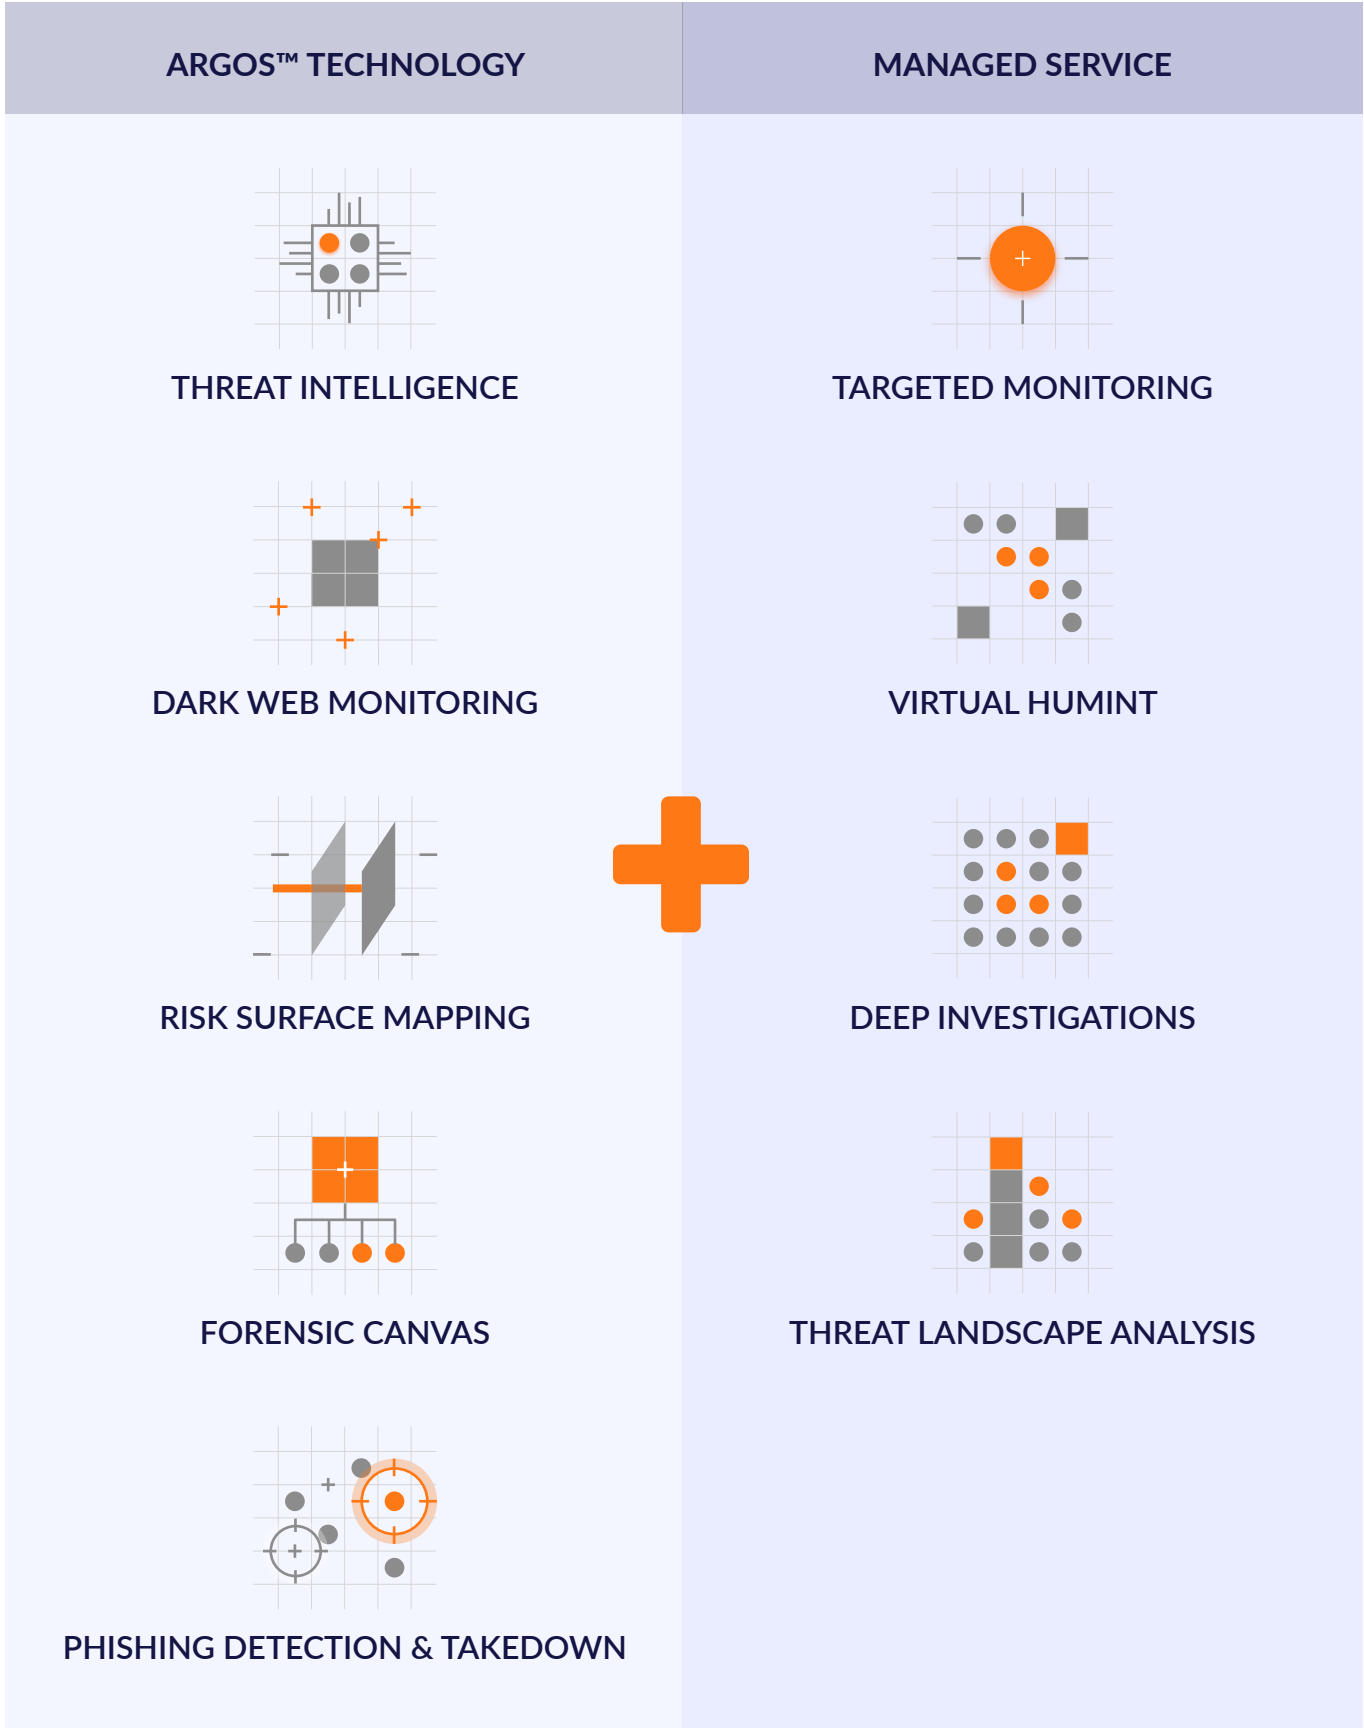 ARGOS™ TECHNOLOGY
MANAGED SERVICE
THREAT INTELLIGENCE
TARGETED MONITORING
DARK WEB MONITORING
VIRTUAL HUMINT
RISK SURFACE MAPPING
DEEP INVESTIGATIONS
FORENSIC CANVAS
THREAT LANDSCAPE ANALYSIS
PHISHING DETECTION & TAKEDOWN